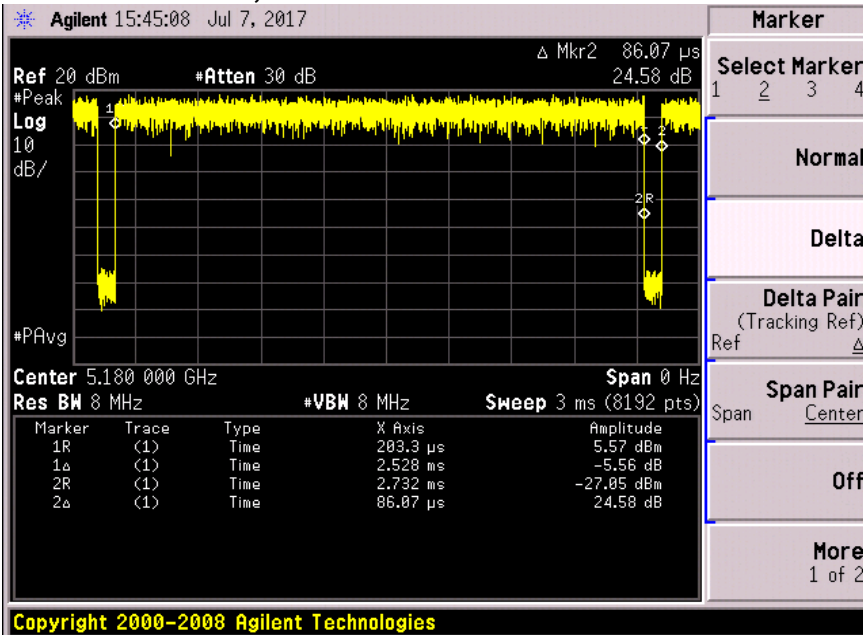 Agilent 15:45:08 Jul 7, 2017
Marker
Δ Mkr2 86.07 µs
Ref 20 dBm #Atten 30 dB 24.58 dB
#Peak
Log
10
dB/
1
1
2
2R
#PAvg
Center 5.180 000 GHz Span 0 Hz
Res BW 8 MHz #VBW 8 MHz Sweep 3 ms (8192 pts)
Marker Trace Type X Axis Amplitude
1R (1) Time 203.3 µs 5.57 dBm
1Δ (1) Time 2.528 ms -5.56 dB
2R (1) Time 2.732 ms -27.05 dBm
2Δ (1) Time 86.07 µs 24.58 dB
Select Marker
1 2 3 4
Normal
Delta
Delta Pair
(Tracking Ref)
Ref Δ
Span Pair
Span Center
Off
More
1 of 2
Copyright 2000-2008 Agilent Technologies